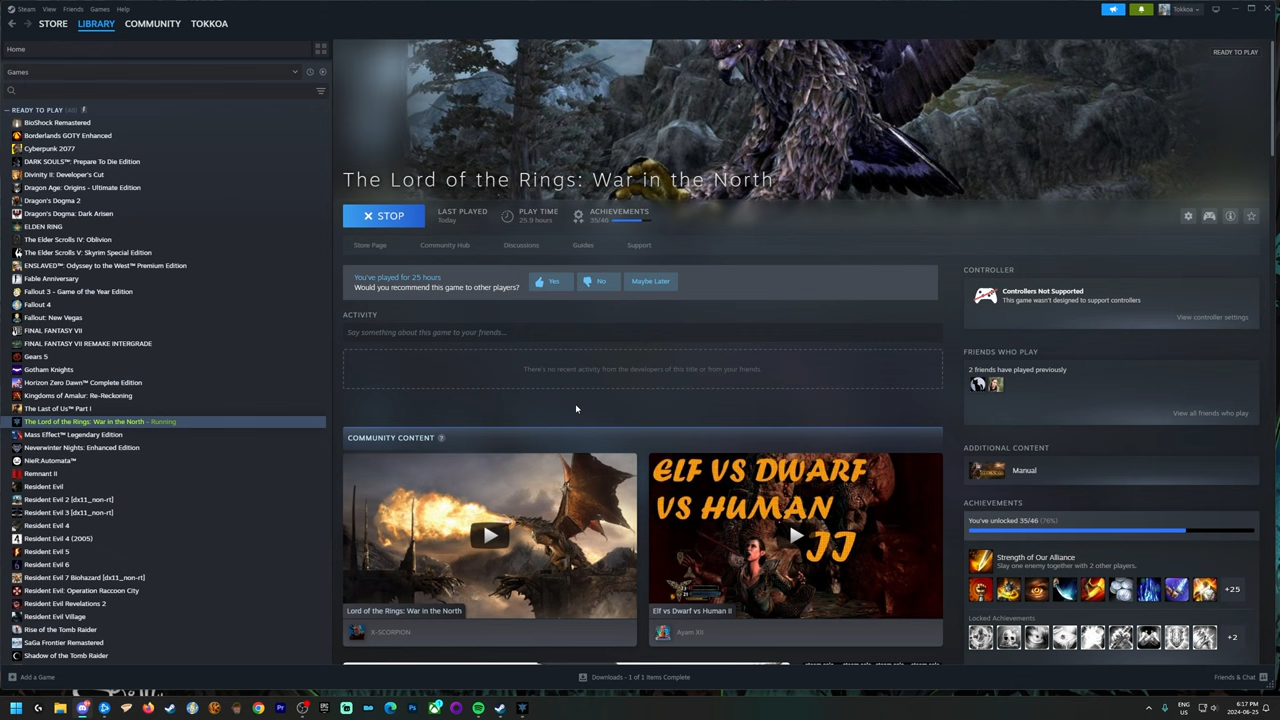 Steam View Friends Games Help
Tokkoa
STORE LIBRARY COMMUNITY TOKKOA
Home
Games
READY TO PLAY (48)
BioShock Remastered
Borderlands GOTY Enhanced
Cyberpunk 2077
DARK SOULS™: Prepare To Die Edition
Divinity II: Developer's Cut
Dragon Age: Origins - Ultimate Edition
Dragon's Dogma 2
Dragon's Dogma: Dark Arisen
ELDEN RING
The Elder Scrolls IV: Oblivion
The Elder Scrolls V: Skyrim Special Edition
ENSLAVED™: Odyssey to the West™ Premium Edition
Fable Anniversary
Fallout 3 - Game of the Year Edition
Fallout 4
Fallout: New Vegas
FINAL FANTASY VII
FINAL FANTASY VII REMAKE INTERGRADE
Gears 5
Gotham Knights
Horizon Zero Dawn™ Complete Edition
Kingdoms of Amalur: Re-Reckoning
The Last of Us™ Part I
The Lord of the Rings: War in the North - Running
Mass Effect™ Legendary Edition
Neverwinter Nights: Enhanced Edition
NieR:Automata™
Remnant II
Resident Evil
Resident Evil 2 [dx11_non-rt]
Resident Evil 3 [dx11_non-rt]
Resident Evil 4
Resident Evil 4 (2005)
Resident Evil 5
Resident Evil 6
Resident Evil 7 Biohazard [dx11_non-rt]
Resident Evil: Operation Raccoon City
Resident Evil Revelations 2
Resident Evil Village
Rise of the Tomb Raider
SaGa Frontier Remastered
Shadow of the Tomb Raider
READY TO PLAY
The Lord of the Rings: War in the North
STOP
LAST PLAYED
Today
PLAY TIME
25.9 hours
ACHIEVEMENTS
35/46
Store Page Community Hub Discussions Guides Support
You've played for 25 hours
Would you recommend this game to other players?
Yes No Maybe Later
ACTIVITY
Say something about this game to your friends...
There's no recent activity from the developers of this title or from your friends.
COMMUNITY CONTENT ?
ELF VS DWARF
VS HUMAN
II
Lord of the Rings: War in the North
X-SCORPION
Elf vs Dwarf vs Human II
Ayam XII
CONTROLLER
Controllers Not Supported
This game wasn't designed to support controllers
View controller settings
FRIENDS WHO PLAY
2 friends have played previously
View all friends who play
ADDITIONAL CONTENT
Manual
ACHIEVEMENTS
You've unlocked 35/46 (76%)
Strength of Our Alliance
Slay one enemy together with 2 other players.
+25
Locked Achievements
+2
Add a Game
Downloads - 1 of 1 Items Complete
Friends & Chat
ENG
US
6:17 PM
2024-06-25